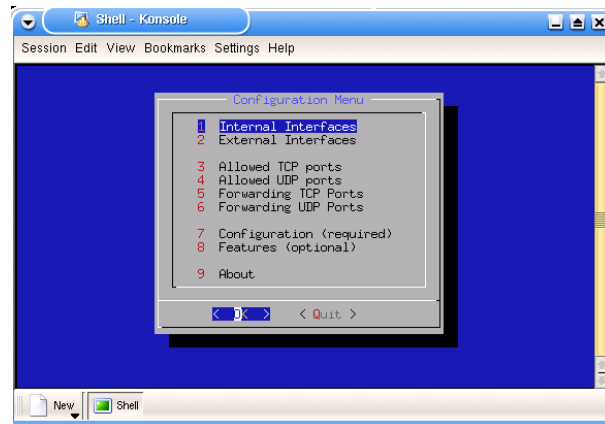 Shell - Konsole
Session Edit View Bookmarks Settings Help
Configuration Menu
1 Internal Interfaces
2 External Interfaces
3 Allowed TCP ports
4 Allowed UDP ports
5 Forwarding TCP Ports
6 Forwarding UDP Ports
7 Configuration (required)
8 Features (optional)
9 About
< OK > < Quit >
New Shell